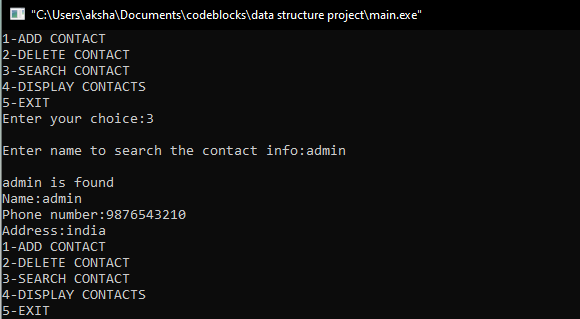 "C:\Users\aksha\Documents\codeblocks\data structure project\main.exe"
1-ADD CONTACT
2-DELETE CONTACT
3-SEARCH CONTACT
4-DISPLAY CONTACTS
5-EXIT
Enter your choice:3
Enter name to search the contact info:admin
admin is found
Name:admin
Phone number:9876543210
Address:india
1-ADD CONTACT
2-DELETE CONTACT
3-SEARCH CONTACT
4-DISPLAY CONTACTS
5-EXIT